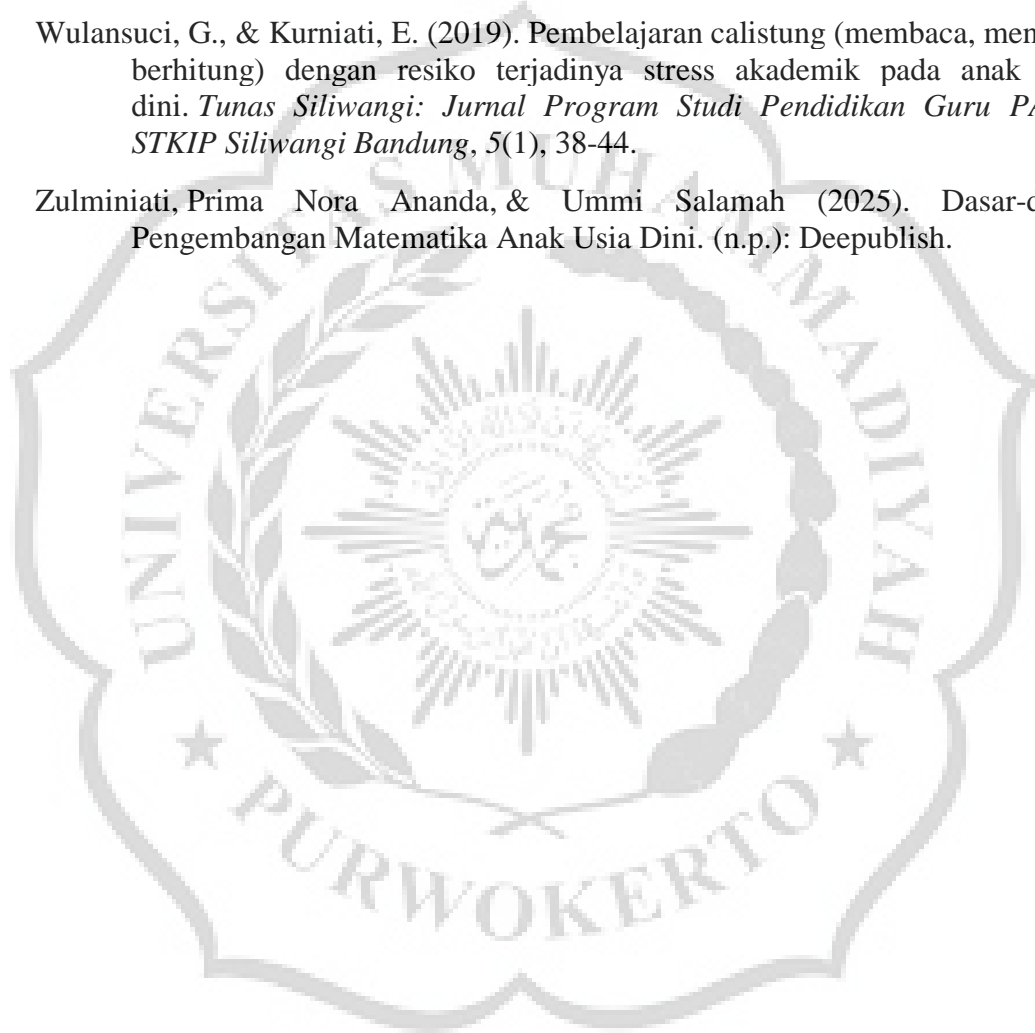 Wulansuci, G., & Kurniati, E. (2019). Pembelajaran calistung (membaca, men
berhitung) dengan resiko terjadinya stress akademik pada anak
dini. Tunas Siliwangi: Jurnal Program Studi Pendidikan Guru PA
STKIP Siliwangi Bandung, 5(1), 38-44.
Zulminiati, Prima Nora Ananda, & Ummi Salamah (2025). Dasar-d
Pengembangan Matematika Anak Usia Dini. (n.p.): Deepublish.
UNIVERSITAS MUHAMMADIYAH
PURWOKERTO